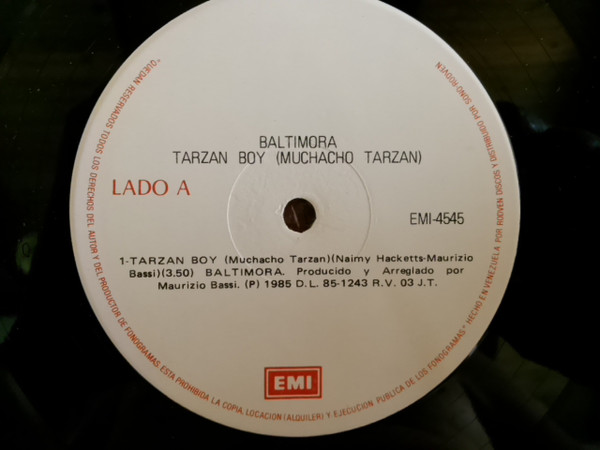 BALTIMORA
TARZAN BOY (MUCHACHO TARZAN)
LADO A
EMI-4545
1-TARZAN BOY (Muchacho Tarzan)(Naimy Hacketts-Maurizio
Bassi)(3.50) BALTIMORA. Producido y Arreglado por
Maurizio Bassi. (P) 1985 D.L. 85-1243 R.V. 03 J.T.
EMI
"QUEDAN RESERVADOS TODOS LOS DERECHOS DEL AUTOR Y DEL PRODUCTOR DE FONOGRAMAS. ESTA PROHIBIDA LA COPIA, LOCACION (ALQUILER) Y EJECUCION PUBLICA DE LOS FONOGRAMAS" HECHO EN VENEZUELA POR RODVEN DISCOS Y DISTRIBUIDO POR SONO RODVEN